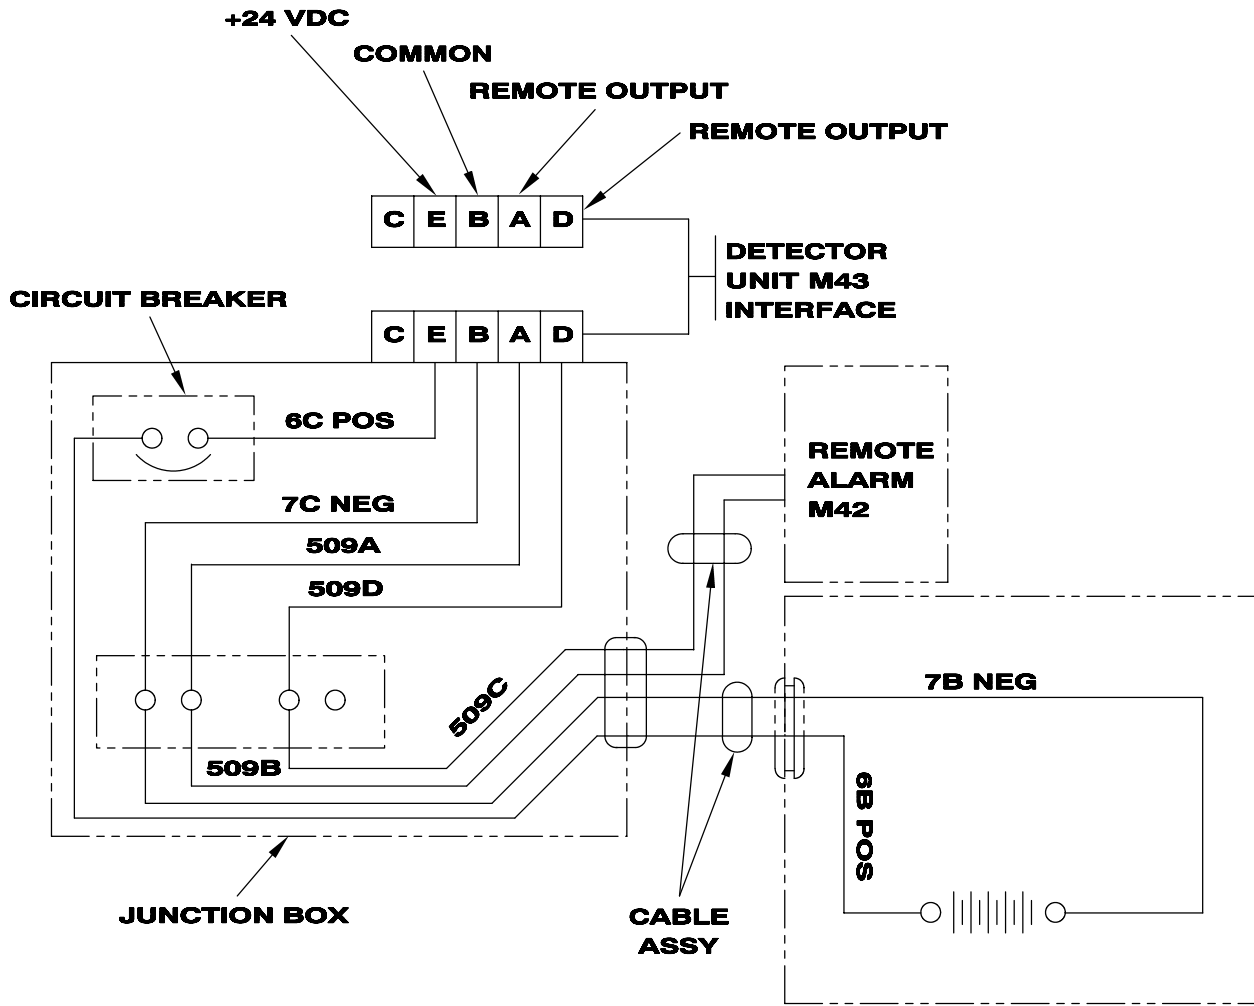 +24 VDC
COMMON
REMOTE OUTPUT
REMOTE OUTPUT
C E B A D
DETECTOR
UNIT M43
INTERFACE
CIRCUIT BREAKER
C E B A D
6C POS
REMOTE
ALARM
M42
7C NEG
509A
509D
509C
7B NEG
509B
6B POS
JUNCTION BOX
CABLE
ASSY